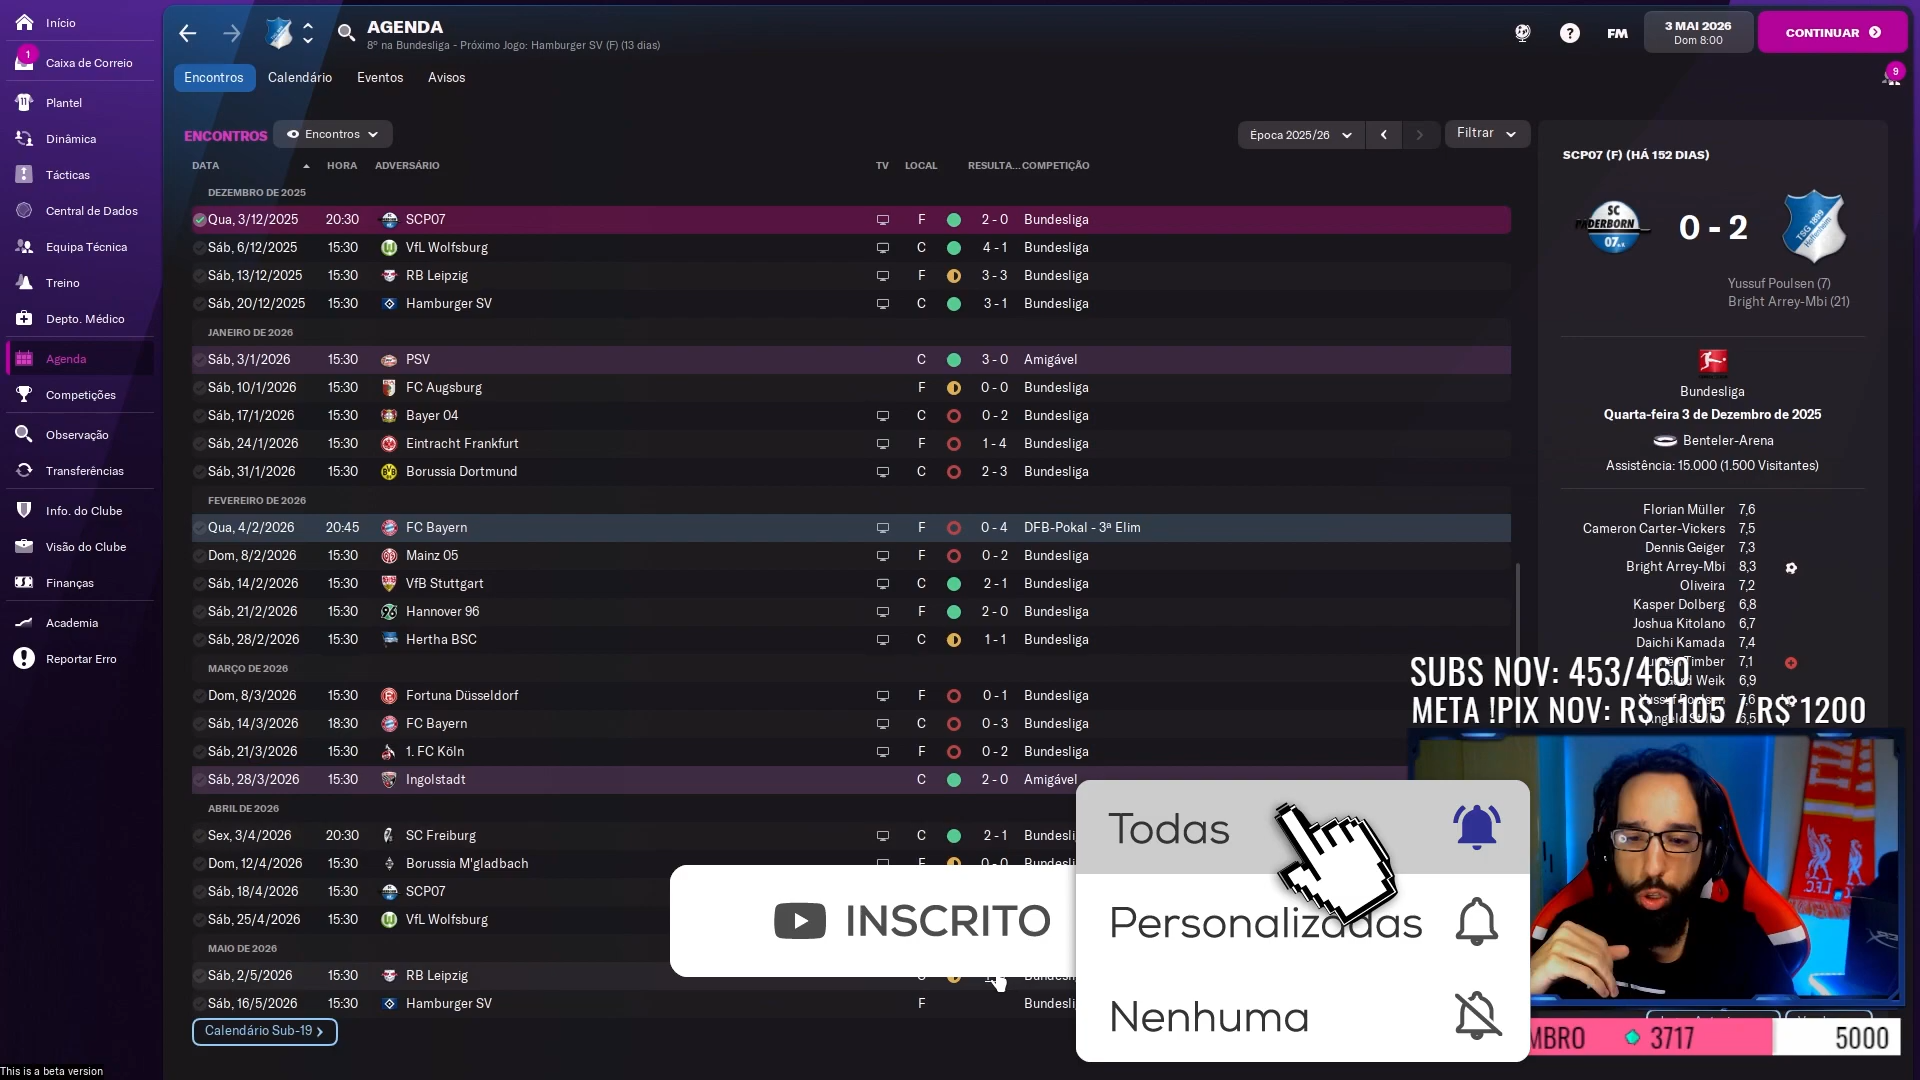 Início
1
Caixa de Correio
Plantel
Dinâmica
Tácticas
Central de Dados
Equipa Técnica
Treino
Depto. Médico
Agenda
Competições
Observação
Transferências
Info. do Clube
Visão do Clube
Finanças
Academia
Reportar Erro
This is a beta version
AGENDA
8º na Bundesliga - Próximo Jogo: Hamburger SV (F) (13 dias)
FM
3 MAI 2026
Dom 8:00
CONTINUAR
9
Encontros Calendário Eventos Avisos
ENCONTROS Encontros
Época 2025/26 Filtrar
DATA HORA ADVERSÁRIO TV LOCAL RESULTA... COMPETIÇÃO
DEZEMBRO DE 2025
Qua, 3/12/2025 20:30 SCP07 F 2 - 0 Bundesliga
Sáb, 6/12/2025 15:30 VfL Wolfsburg C 4 - 1 Bundesliga
Sáb, 13/12/2025 15:30 RB Leipzig F 3 - 3 Bundesliga
Sáb, 20/12/2025 15:30 Hamburger SV C 3 - 1 Bundesliga
JANEIRO DE 2026
Sáb, 3/1/2026 15:30 PSV C 3 - 0 Amigável
Sáb, 10/1/2026 15:30 FC Augsburg F 0 - 0 Bundesliga
Sáb, 17/1/2026 15:30 Bayer 04 C 0 - 2 Bundesliga
Sáb, 24/1/2026 15:30 Eintracht Frankfurt F 1 - 4 Bundesliga
Sáb, 31/1/2026 15:30 Borussia Dortmund C 2 - 3 Bundesliga
FEVEREIRO DE 2026
Qua, 4/2/2026 20:45 FC Bayern F 0 - 4 DFB-Pokal - 3ª Elim
Dom, 8/2/2026 15:30 Mainz 05 F 0 - 2 Bundesliga
Sáb, 14/2/2026 15:30 VfB Stuttgart C 2 - 1 Bundesliga
Sáb, 21/2/2026 15:30 Hannover 96 F 2 - 0 Bundesliga
Sáb, 28/2/2026 15:30 Hertha BSC C 1 - 1 Bundesliga
MARÇO DE 2026
Dom, 8/3/2026 15:30 Fortuna Düsseldorf F 0 - 1 Bundesliga
Sáb, 14/3/2026 18:30 FC Bayern C 0 - 3 Bundesliga
Sáb, 21/3/2026 15:30 1. FC Köln F 0 - 2 Bundesliga
Sáb, 28/3/2026 15:30 Ingolstadt C 2 - 0 Amigável
ABRIL DE 2026
Sex, 3/4/2026 20:30 SC Freiburg C 2 - 1 Bundesli
Dom, 12/4/2026 15:30 Borussia M'gladbach F 0 - 0 Bundesli
Sáb, 18/4/2026 15:30 SCP07
Sáb, 25/4/2026 15:30 VfL Wolfsburg
MAIO DE 2026
Sáb, 2/5/2026 15:30 RB Leipzig
Sáb, 16/5/2026 15:30 Hamburger SV F Bundesli
Calendário Sub-19
SCP07 (F) (HÁ 152 DIAS)
SC
PADERBORN
07
0 - 2
TSG 1899
Hoffenheim
Yussuf Poulsen (7)
Bright Arrey-Mbi (21)
Bundesliga
Quarta-feira 3 de Dezembro de 2025
Benteler-Arena
Assistência: 15.000 (1.500 Visitantes)
Florian Müller 7,6
Cameron Carter-Vickers 7,5
Dennis Geiger 7,3
Bright Arrey-Mbi 8,3
Oliveira 7,2
Kasper Dolberg 6,8
Joshua Kitolano 6,7
Daichi Kamada 7,4
Timber 7,1
Weik 6,9
SUBS NOV: 453/460
META !PIX NOV: R$ 1105 / R$ 1200
INSCRITO
Todas
Personalizadas
Nenhuma
L.F.C.
MBRO 3717 5000